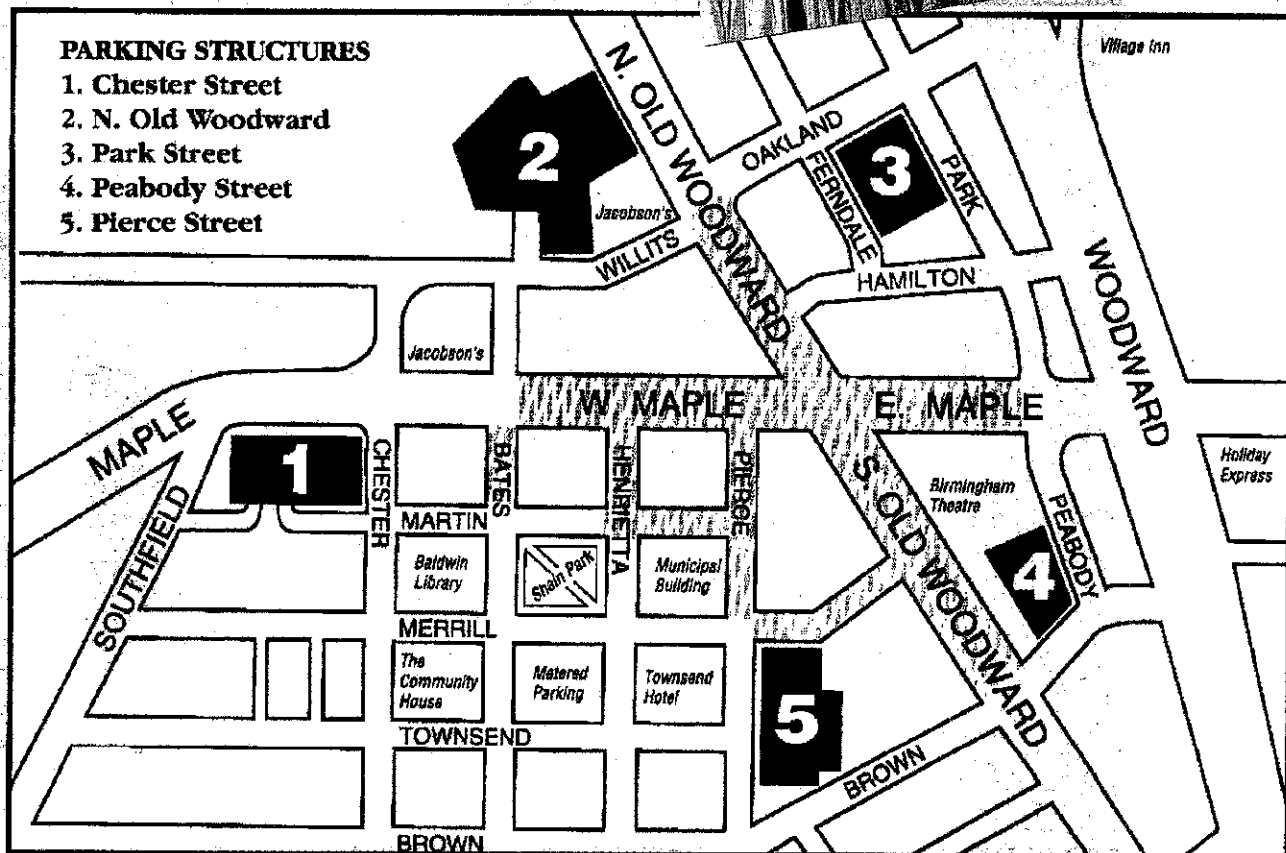 PARKING STRUCTURES
1. Chester Street
2. N. Old Woodward
3. Park Street
4. Peabody Street
5. Pierce Street
Village Inn
N. OLD WOODWARD
OAKLAND
2
3
FERNDALE
PARK
Jacobson's
WILLITS
HAMILTON
WOODWARD
Jacobson's
MAPLE
W. MAPLE
E. MAPLE
1
CHESTER
BATES
HENRIETTA
PIERCE
S. OLD WOODWARD
Birmingham
Theatre
PEABODY
Holiday
Express
SOUTHFIELD
MARTIN
Baldwin
Library
Shain Park
Municipal
Building
4
MERRILL
The
Community
House
Metered
Parking
Townsend
Hotel
5
TOWNSEND
BROWN
BROWN